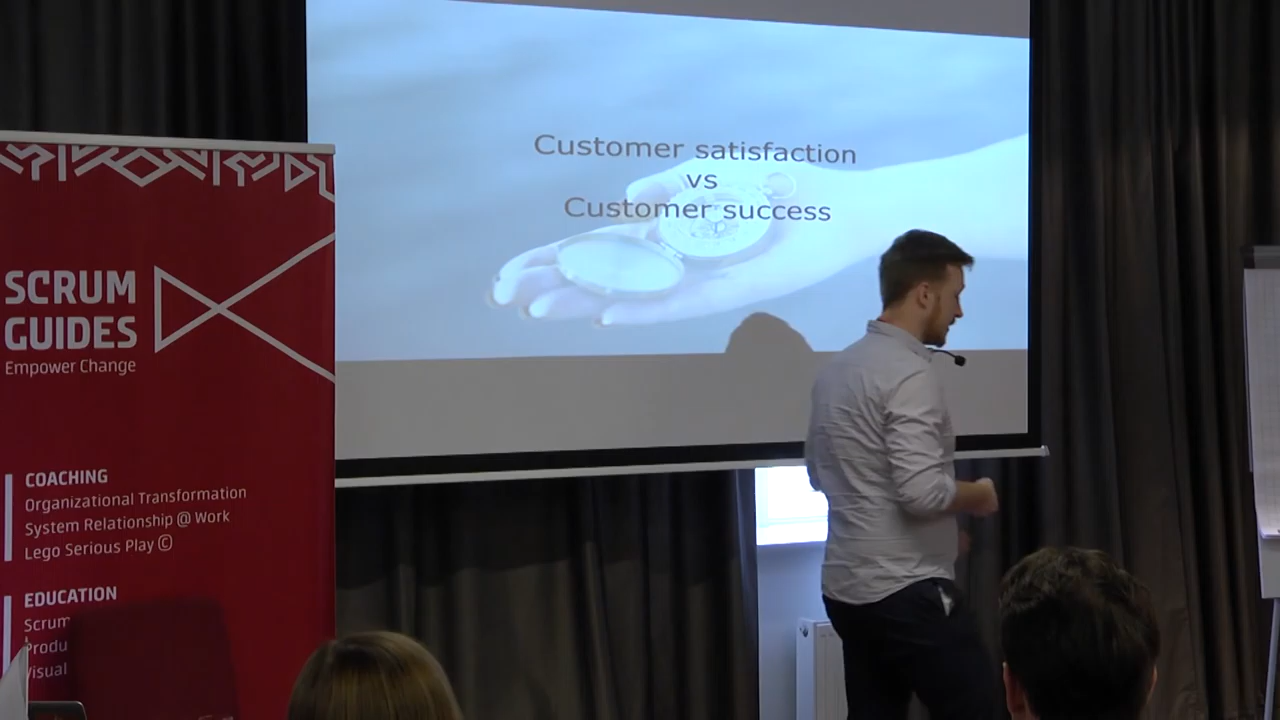 Customer satisfaction
vs
Customer success
SCRUM
GUIDES
Empower Change
COACHING
Organizational Transformation
System Relationship @ Work
Lego Serious Play ©
EDUCATION
Scrum